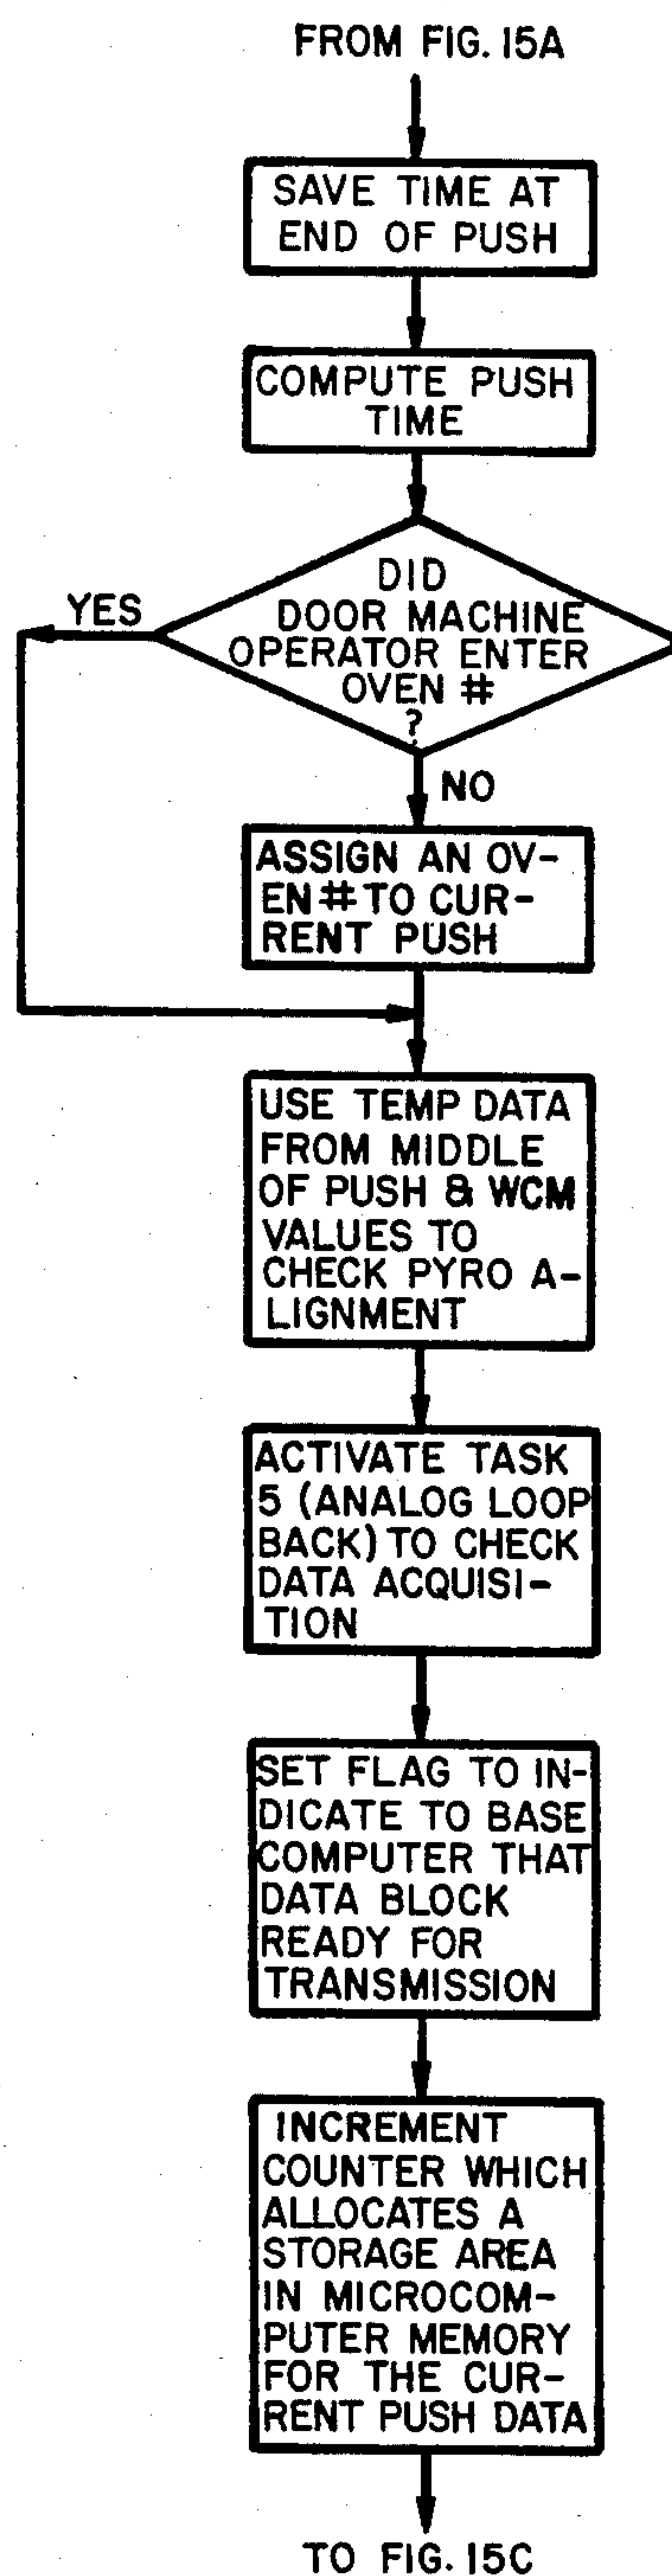 FROM FIG. 15A
SAVE TIME AT
END OF PUSH
COMPUTE PUSH
TIME
DID
DOOR MACHINE
OPERATOR ENTER
OVEN #
?
YES
NO
ASSIGN AN OV-
EN # TO CUR-
RENT PUSH
USE TEMP DATA
FROM MIDDLE
OF PUSH & WCM
VALUES TO
CHECK PYRO A-
LIGNMENT
ACTIVATE TASK
5 (ANALOG LOOP
BACK) TO CHECK
DATA ACQUISI-
TION
SET FLAG TO IN-
DICATE TO BASE
COMPUTER THAT
DATA BLOCK
READY FOR
TRANSMISSION
INCREMENT
COUNTER WHICH
ALLOCATES A
STORAGE AREA
IN MICROCOM-
PUTER MEMORY
FOR THE CUR-
RENT PUSH DATA
TO FIG. 15C